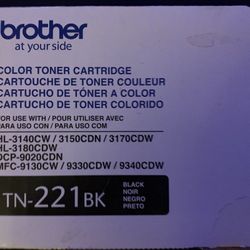 brother
at your side
COLOR TONER CARTRIDGE
CARTOUCHE DE TONER COULEUR
CARTUCHO DE TÓNER A COLOR
CARTUCHO DE TONER COLORIDO
FOR USE WITH / POUR UTILISER AVEC
PARA USO CON / PARA USO COM
HL-3140CW / 3150CDN / 3170CDW
HL-3180CDW
DCP-9020CDN
MFC-9130CW / 9330CDW / 9340CDW
TN-221BK
BLACK
NOIR
NEGRO
PRETO